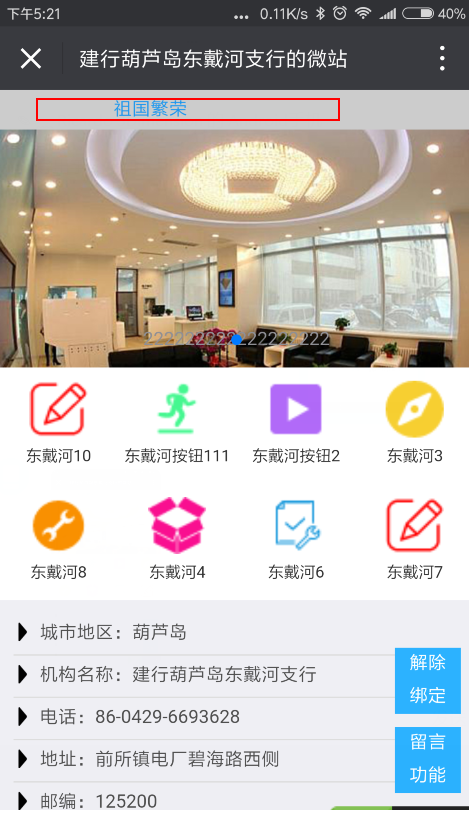 下午5:21
... 0.11K/s 40%
建行葫芦岛东戴河支行的微站
祖国繁荣
东戴河10 东戴河按钮111 东戴河按钮2 东戴河3
东戴河8 东戴河4 东戴河6 东戴河7
城市地区：葫芦岛
机构名称：建行葫芦岛东戴河支行
解除
绑定
电话：86-0429-6693628
留言
功能
地址：前所镇电厂碧海路西侧
邮编：125200